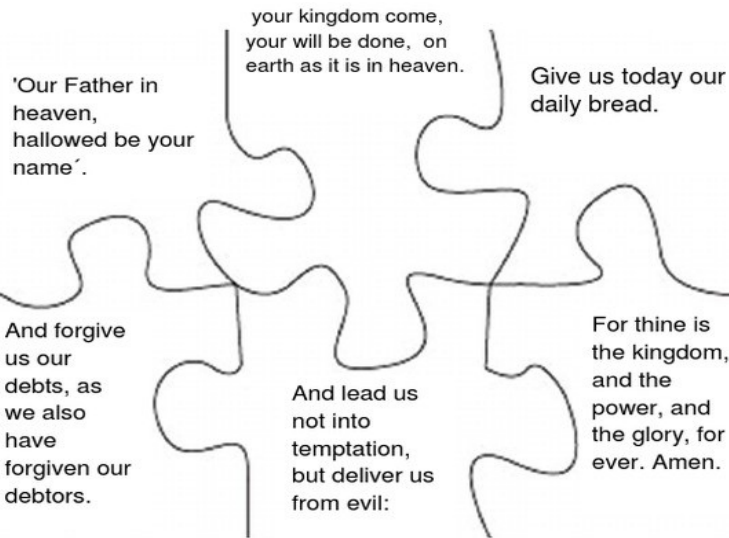 'Our Father in
heaven,
hallowed be your
name´.
your kingdom come,
your will be done, on
earth as it is in heaven.
Give us today our
daily bread.
And forgive
us our
debts, as
we also
have
forgiven our
debtors.
And lead us
not into
temptation,
but deliver us
from evil:
For thine is
the kingdom,
and the
power, and
the glory, for
ever. Amen.